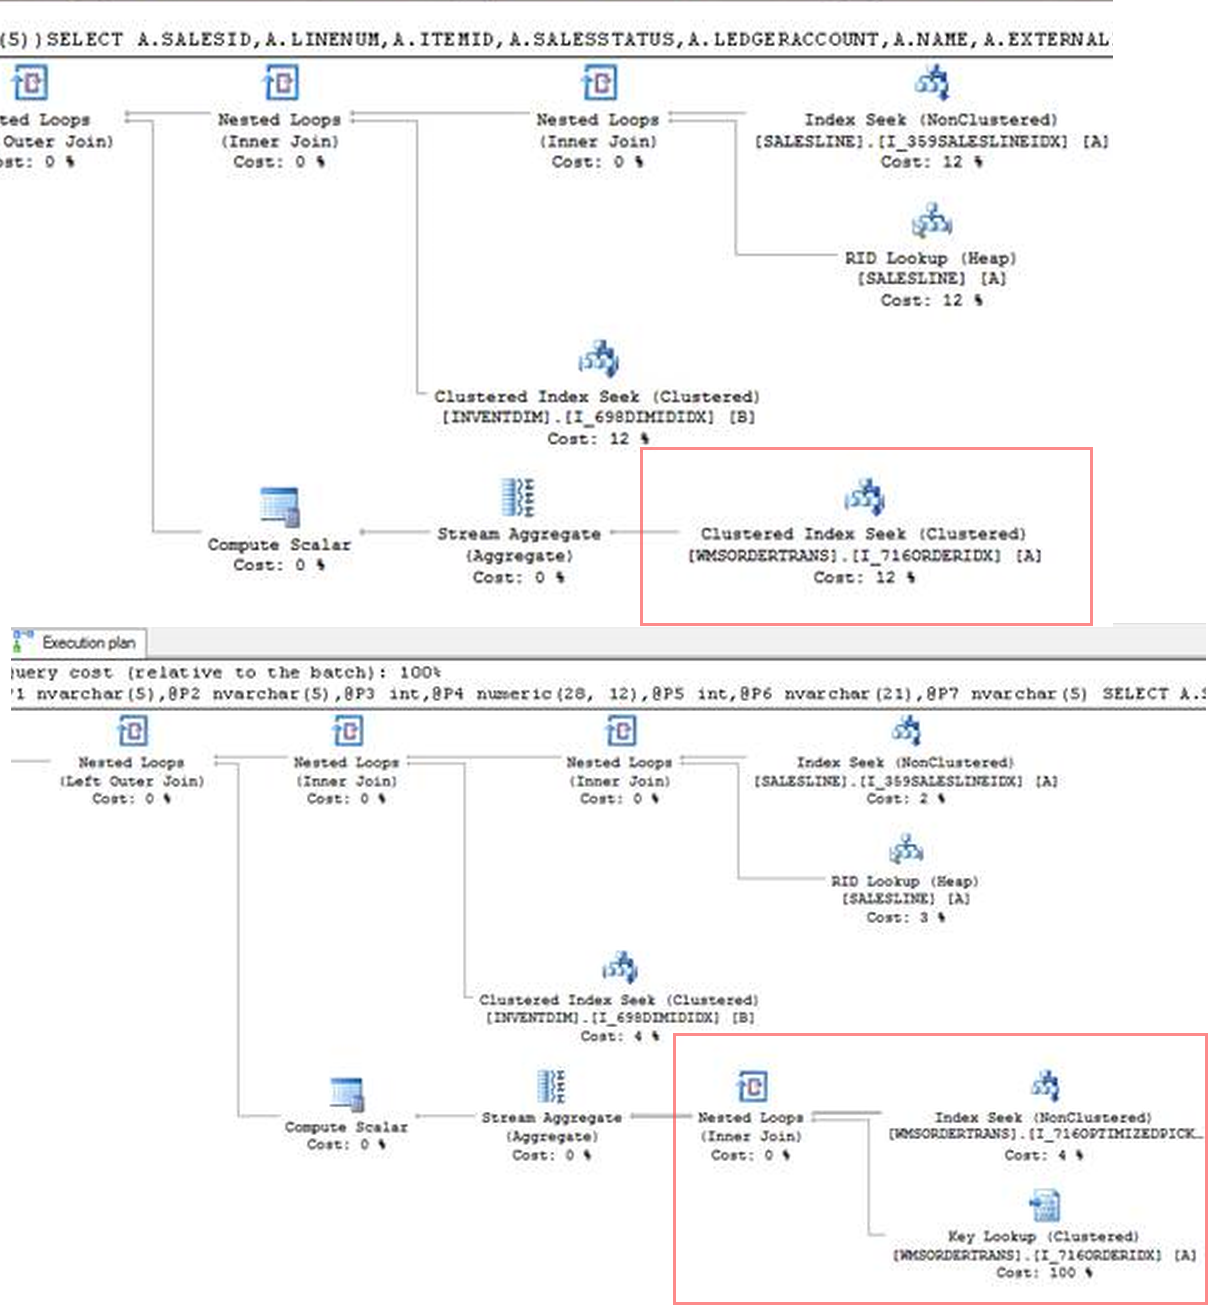 (5))SELECT A.SALESID,A.LINENUM,A.ITEMID,A.SALESSTATUS,A.LEDGERACCOUNT,A.NAME,A.EXTERNAL
ted Loops
Outer Join)
ost: 0 %
Nested Loops
(Inner Join)
Cost: 0 %
Nested Loops
(Inner Join)
Cost: 0 %
Index Seek (NonClustered)
[SALESLINE].[I_359SALESLINEIDX] [A]
Cost: 12 %
RID Lookup (Heap)
[SALESLINE] [A]
Cost: 12 %
Clustered Index Seek (Clustered)
[INVENTDIM].[I_698DIMIDIDX] [B]
Cost: 12 %
Compute Scalar
Cost: 0 %
Stream Aggregate
(Aggregate)
Cost: 0 %
Clustered Index Seek (Clustered)
[WMSORDERTRANS].[I_716ORDERIDX] [A]
Cost: 12 %
Execution plan
query cost (relative to the batch): 100%
P1 nvarchar(5),@P2 nvarchar(5),@P3 int,@P4 numeric(28, 12),@P5 int,@P6 nvarchar(21),@P7 nvarchar(5) SELECT A.S
Nested Loops
(Left Outer Join)
Cost: 0 %
Nested Loops
(Inner Join)
Cost: 0 %
Nested Loops
(Inner Join)
Cost: 0 %
Index Seek (NonClustered)
[SALESLINE].[I_359SALESLINEIDX] [A]
Cost: 2 %
RID Lookup (Heap)
[SALESLINE] [A]
Cost: 3 %
Clustered Index Seek (Clustered)
[INVENTDIM].[I_698DIMIDIDX] [B]
Cost: 4 %
Compute Scalar
Cost: 0 %
Stream Aggregate
(Aggregate)
Cost: 0 %
Nested Loops
(Inner Join)
Cost: 0 %
Index Seek (NonClustered)
[WMSORDERTRANS].[I_716OPTIMIZEDPICK…
Cost: 4 %
Key Lookup (Clustered)
[WMSORDERTRANS].[I_716ORDERIDX] [A]
Cost: 100 %